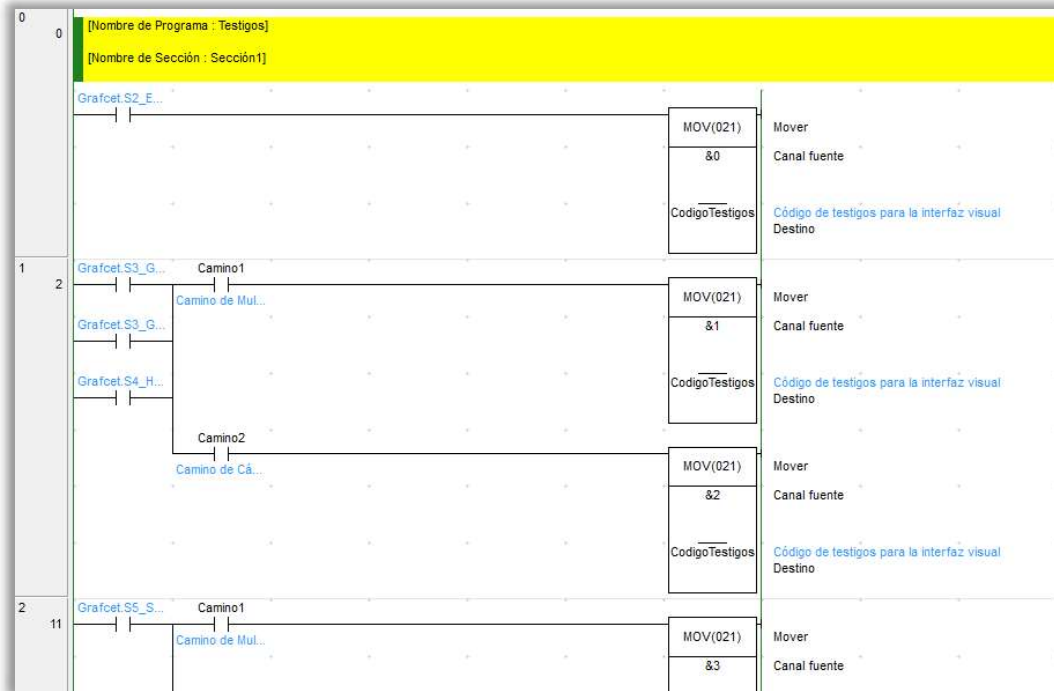 0
0
[Nombre de Programa : Testigos]
[Nombre de Sección : Sección1]
Grafcet.S2_E...
MOV(021)
Mover
&0
Canal fuente
CodigoTestigos
Código de testigos para la interfaz visual
Destino
1
2
Grafcet.S3_G...
Camino1
Camino de Mul...
MOV(021)
Mover
Grafcet.S3_G...
&1
Canal fuente
Grafcet.S4_H...
CodigoTestigos
Código de testigos para la interfaz visual
Destino
Camino2
Camino de Cá...
MOV(021)
Mover
&2
Canal fuente
CodigoTestigos
Código de testigos para la interfaz visual
Destino
2
11
Grafcet.S5_S...
Camino1
Camino de Mul...
MOV(021)
Mover
&3
Canal fuente